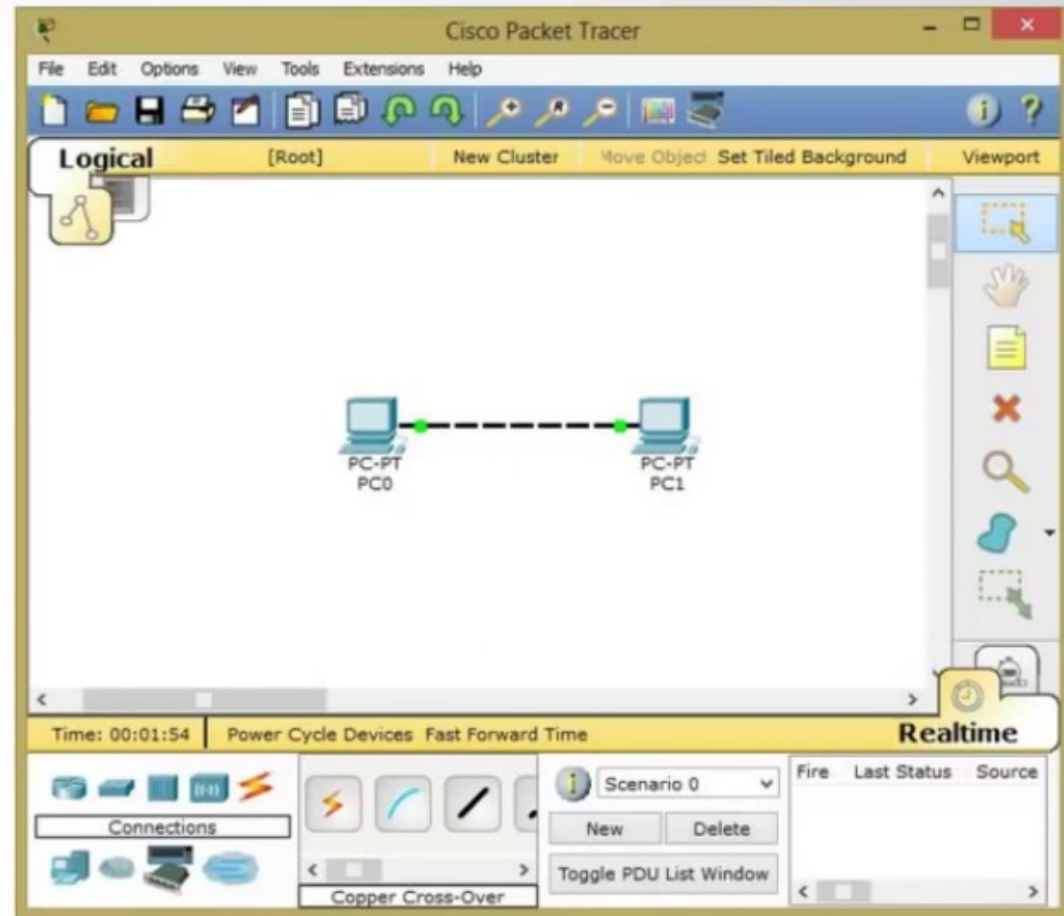 Cisco Packet Tracer
File Edit Options View Tools Extensions Help
Logical [Root] New Cluster Move Object Set Tiled Background Viewport
PC-PT PC-PT
PC0 PC1
Time: 00:01:54 Power Cycle Devices Fast Forward Time Realtime
Fire Last Status Source
Scenario 0
Connections New Delete
Toggle PDU List Window
Copper Cross-Over